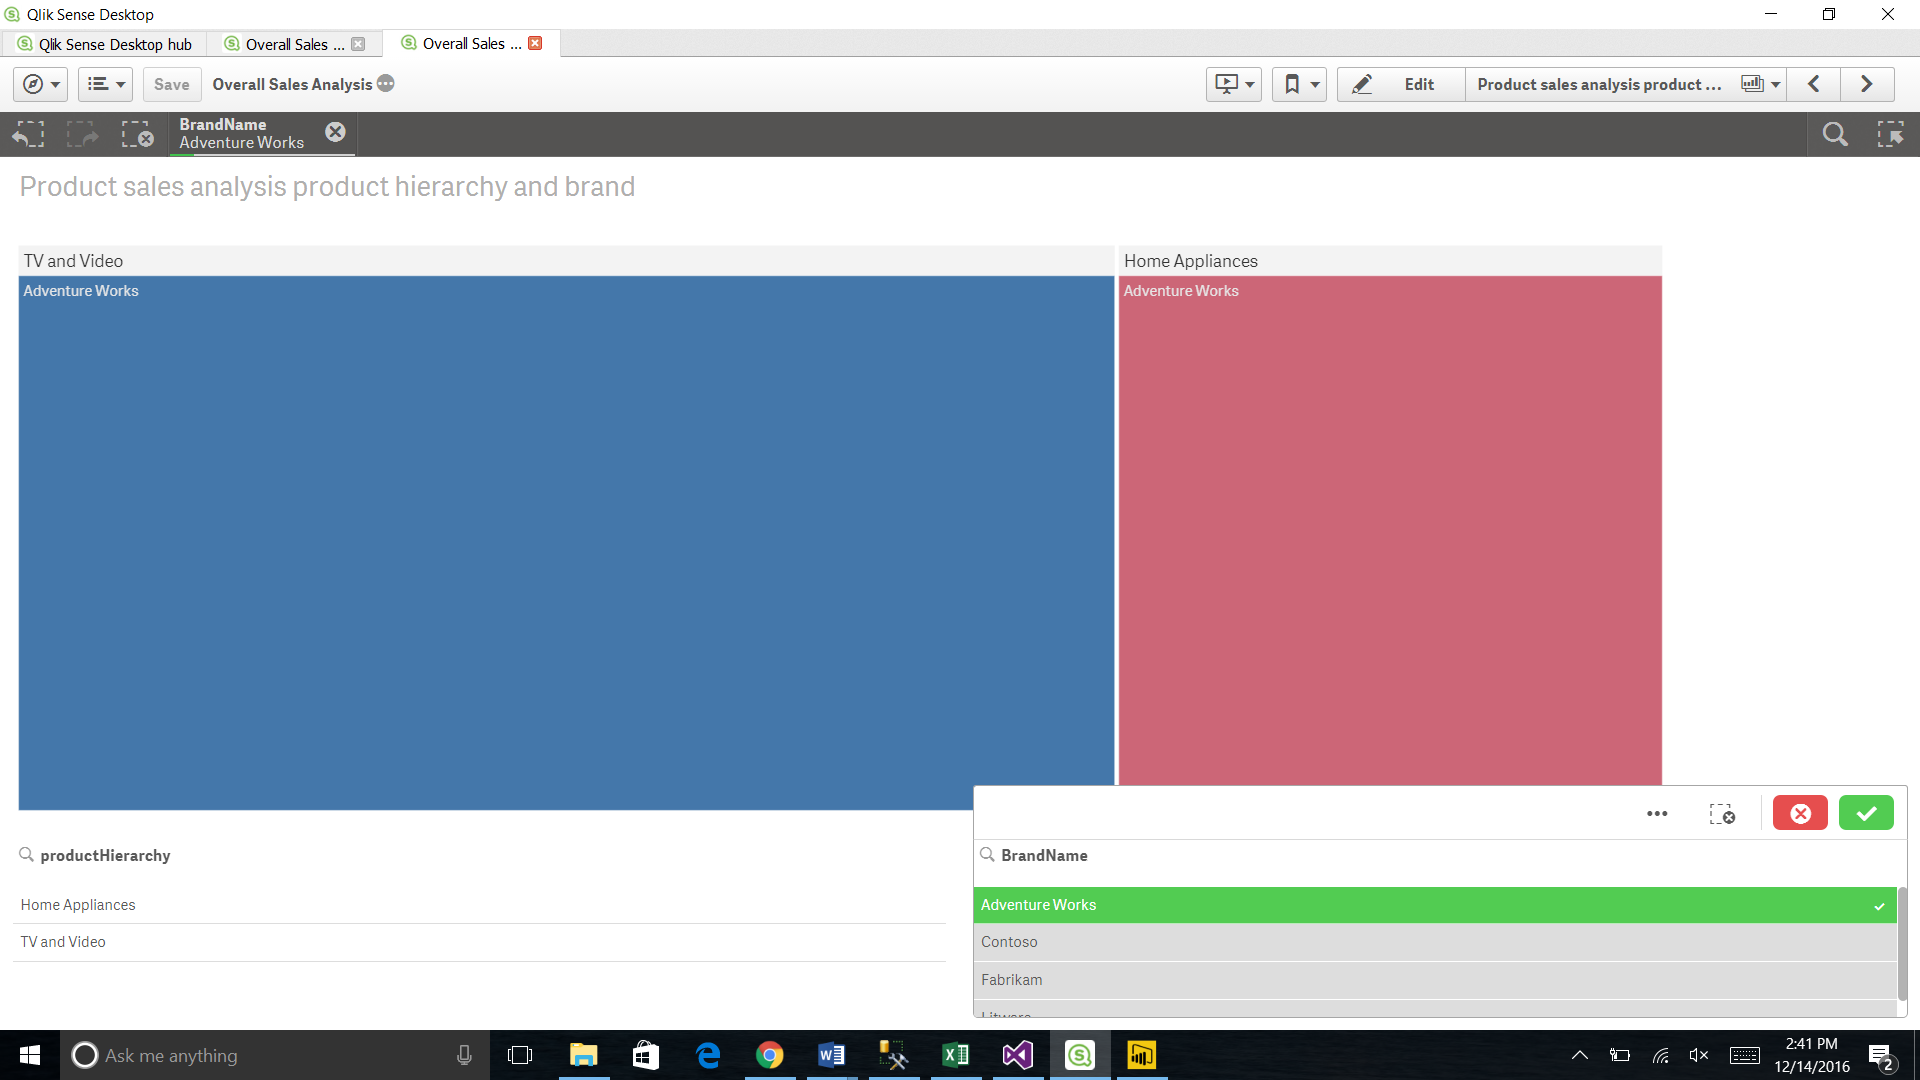 Qlik Sense Desktop
Qlik Sense Desktop hub
Overall Sales ...
Overall Sales ...
Save
Overall Sales Analysis
Edit
Product sales analysis product ...
BrandName
Adventure Works
Product sales analysis product hierarchy and brand
TV and Video
Home Appliances
Adventure Works
Adventure Works
productHierarchy
BrandName
Home Appliances
Adventure Works
TV and Video
Contoso
Fabrikam
Ask me anything
2:41 PM
12/14/2016
2